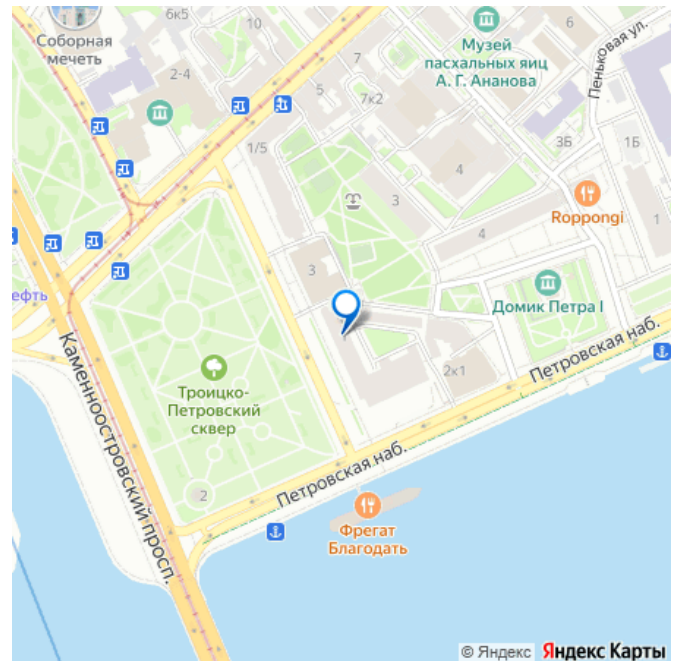 6к5
6
Соборная
мечеть
Музей
пасхальных яиц
А. Г. Ананова
Пеньковая ул.
2-4
5
7
7к2
1/5
3Б
1Б
4
3
Roppongi
4
1
3
ефть
Домик Петра I
Каменноостровский просп.
Троицко-
Петровский
сквер
2к1
Петровская наб.
2
Петровская наб.
Фрегат
Благодать
© Яндекс Яндекс Карты